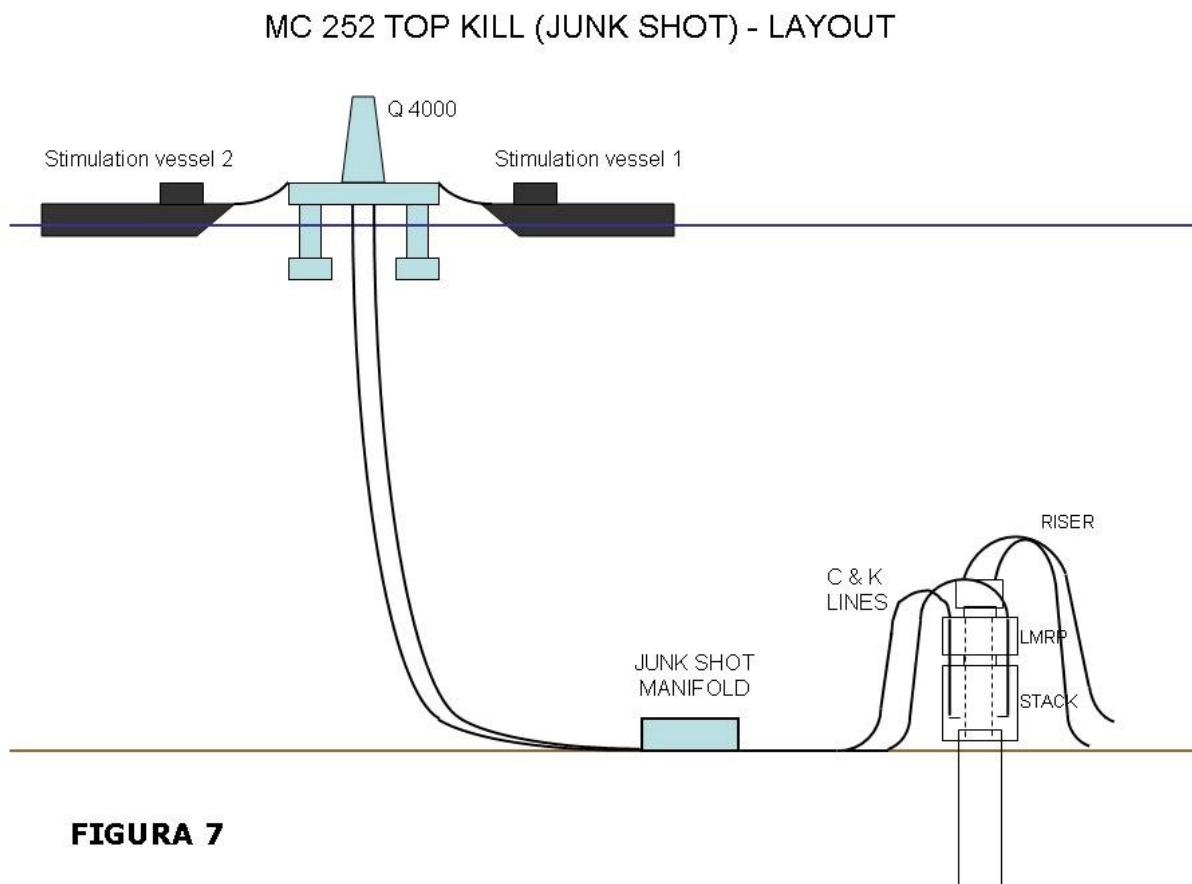 MC 252 TOP KILL (JUNK SHOT) - LAYOUT
Q 4000
Stimulation vessel 2
Stimulation vessel 1
RISER
C & K
LINES
LMRP
JUNK SHOT
MANIFOLD
STACK
FIGURA 7